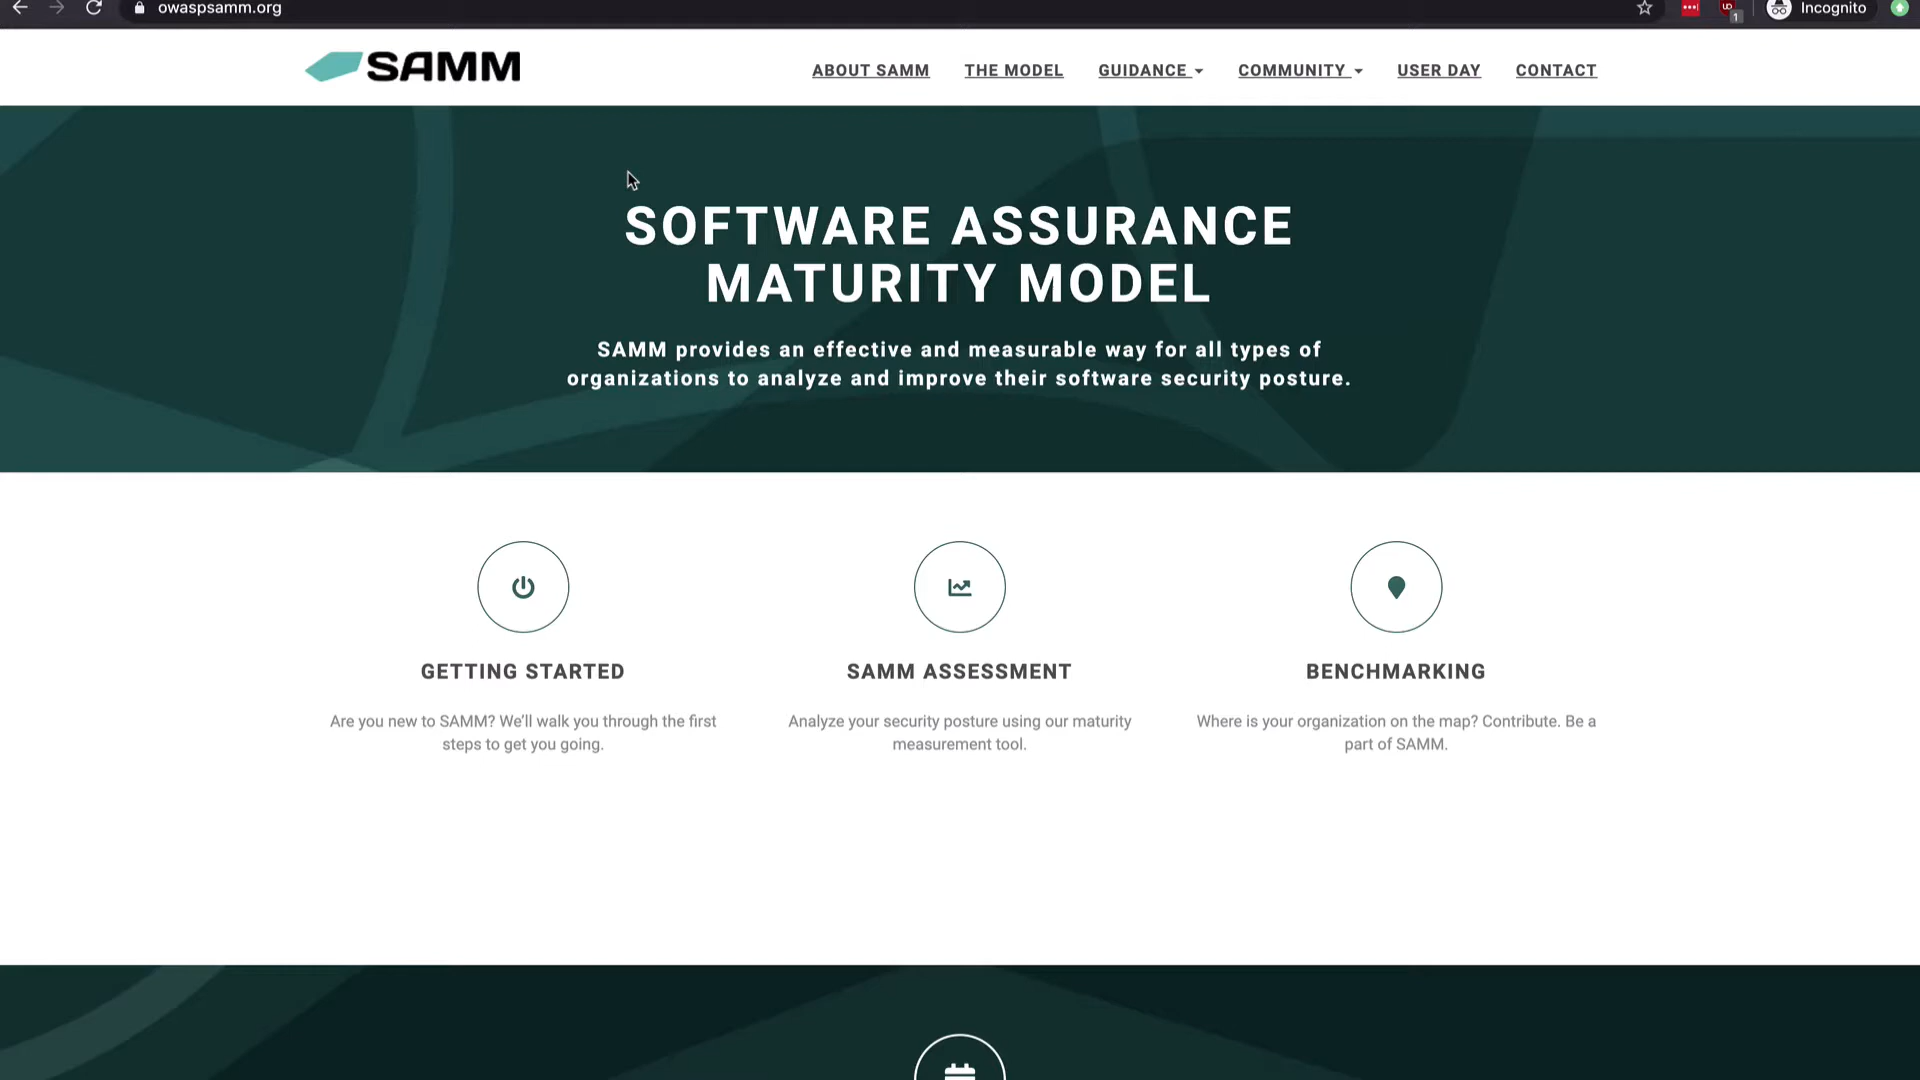 owaspsamm.org
1
Incognito
SAMM
ABOUT SAMM THE MODEL GUIDANCE COMMUNITY USER DAY CONTACT
SOFTWARE ASSURANCE
MATURITY MODEL
SAMM provides an effective and measurable way for all types of
organizations to analyze and improve their software security posture.
GETTING STARTED
Are you new to SAMM? We'll walk you through the first
steps to get you going.
SAMM ASSESSMENT
Analyze your security posture using our maturity
measurement tool.
BENCHMARKING
Where is your organization on the map? Contribute. Be a
part of SAMM.